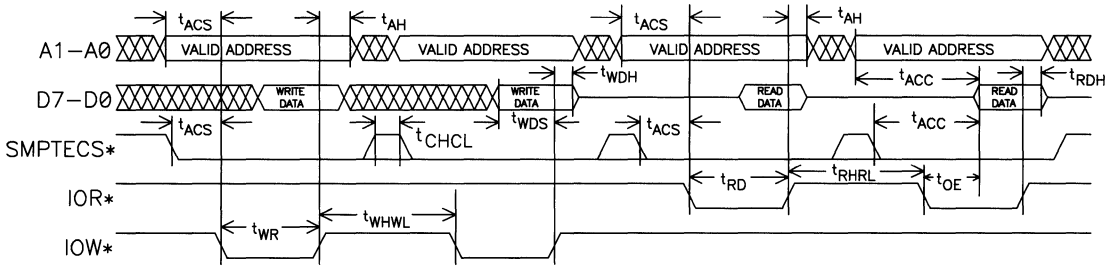 tACS tAH tACS tAH
A1-A0 VALID ADDRESS VALID ADDRESS VALID ADDRESS VALID ADDRESS
tWDH tACC tRDH
D7-D0 WRITE DATA WRITE DATA READ DATA READ DATA
tACS tWDS tACS tACC
SMPTECS* tCHCL
IOR* tRD tRHRL tOE
IOW* tWR tWHWL